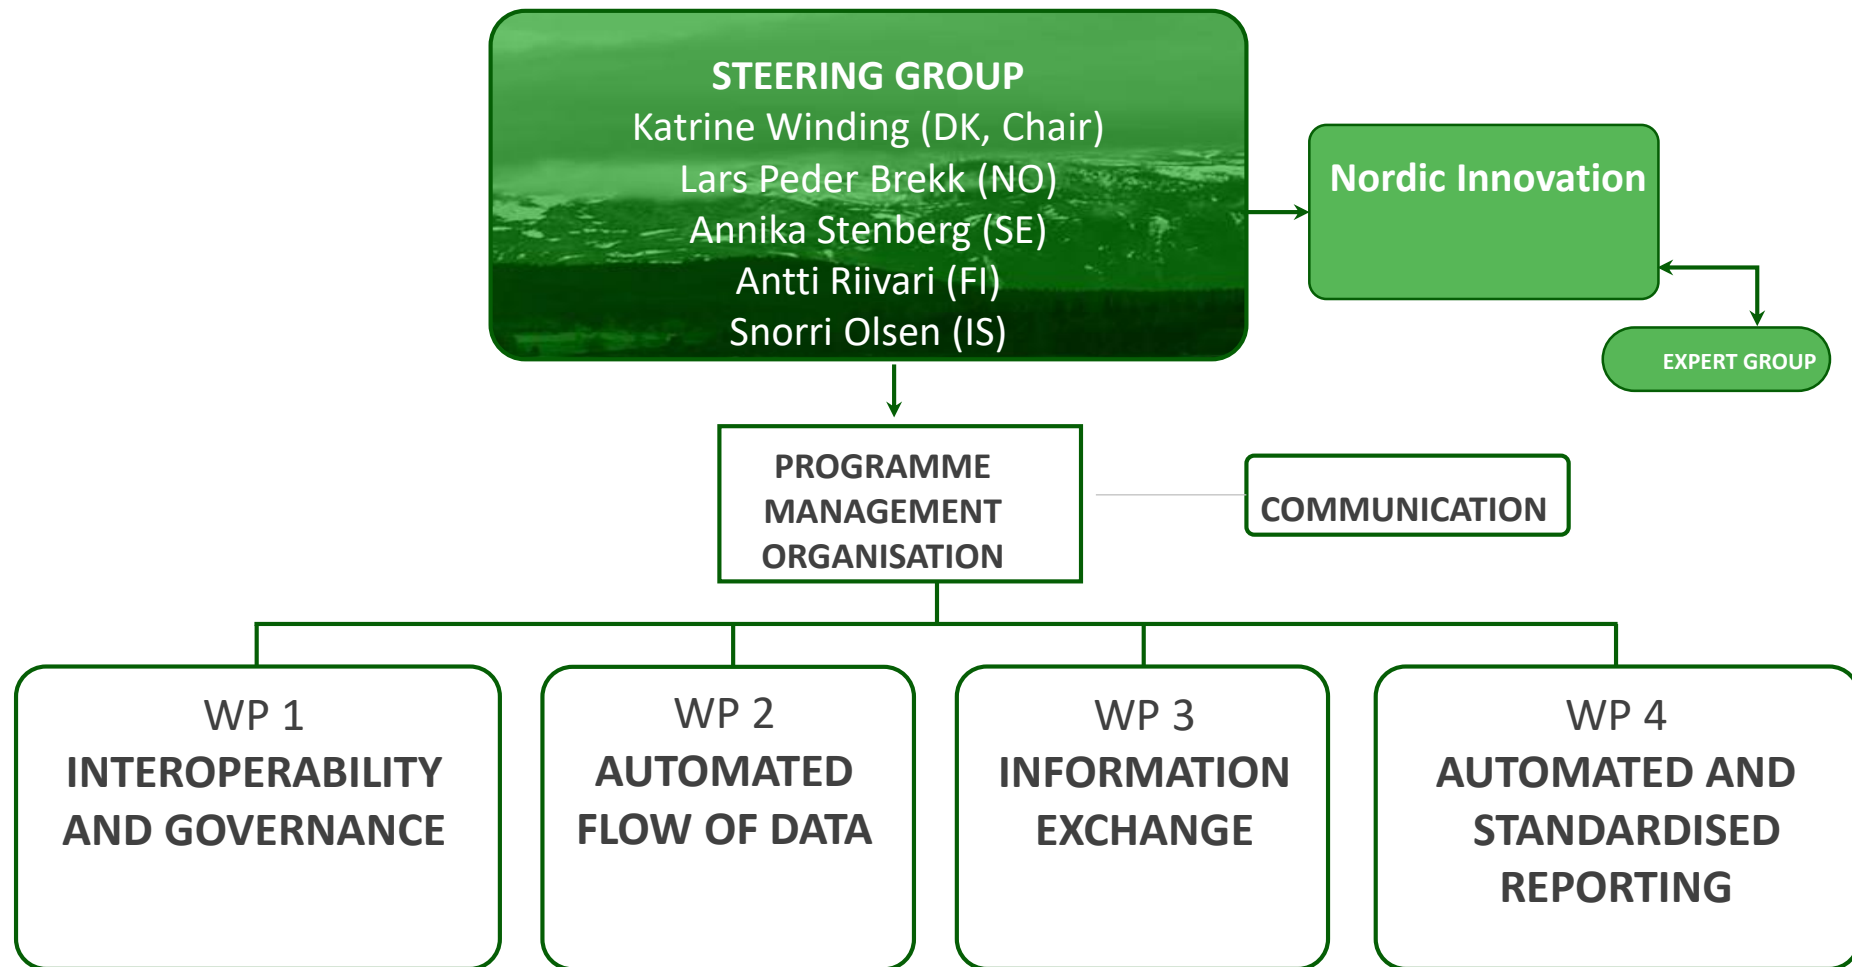 STEERING GROUP
Katrine Winding (DK, Chair)
Lars Peder Brekk (NO)
Annika Stenberg (SE)
Antti Riivari (FI)
Snorri Olsen (IS)
Nordic Innovation
EXPERT GROUP
PROGRAMME
MANAGEMENT
ORGANISATION
COMMUNICATION
WP 1
INTEROPERABILITY
AND GOVERNANCE
WP 2
AUTOMATED
FLOW OF DATA
WP 3
INFORMATION
EXCHANGE
WP 4
AUTOMATED AND
STANDARDISED
REPORTING